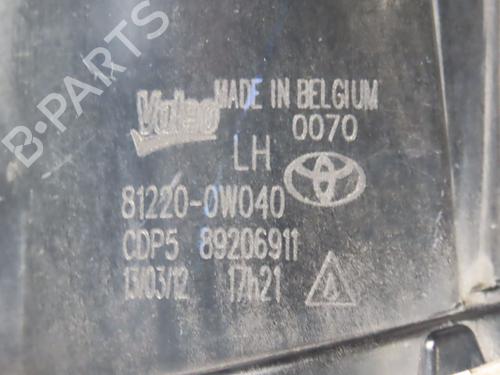 B-PARTS
Valeo
MADE IN BELGIUM
0070
LH
81220-0W040
CDP5 89206911
13/03/12 17h21